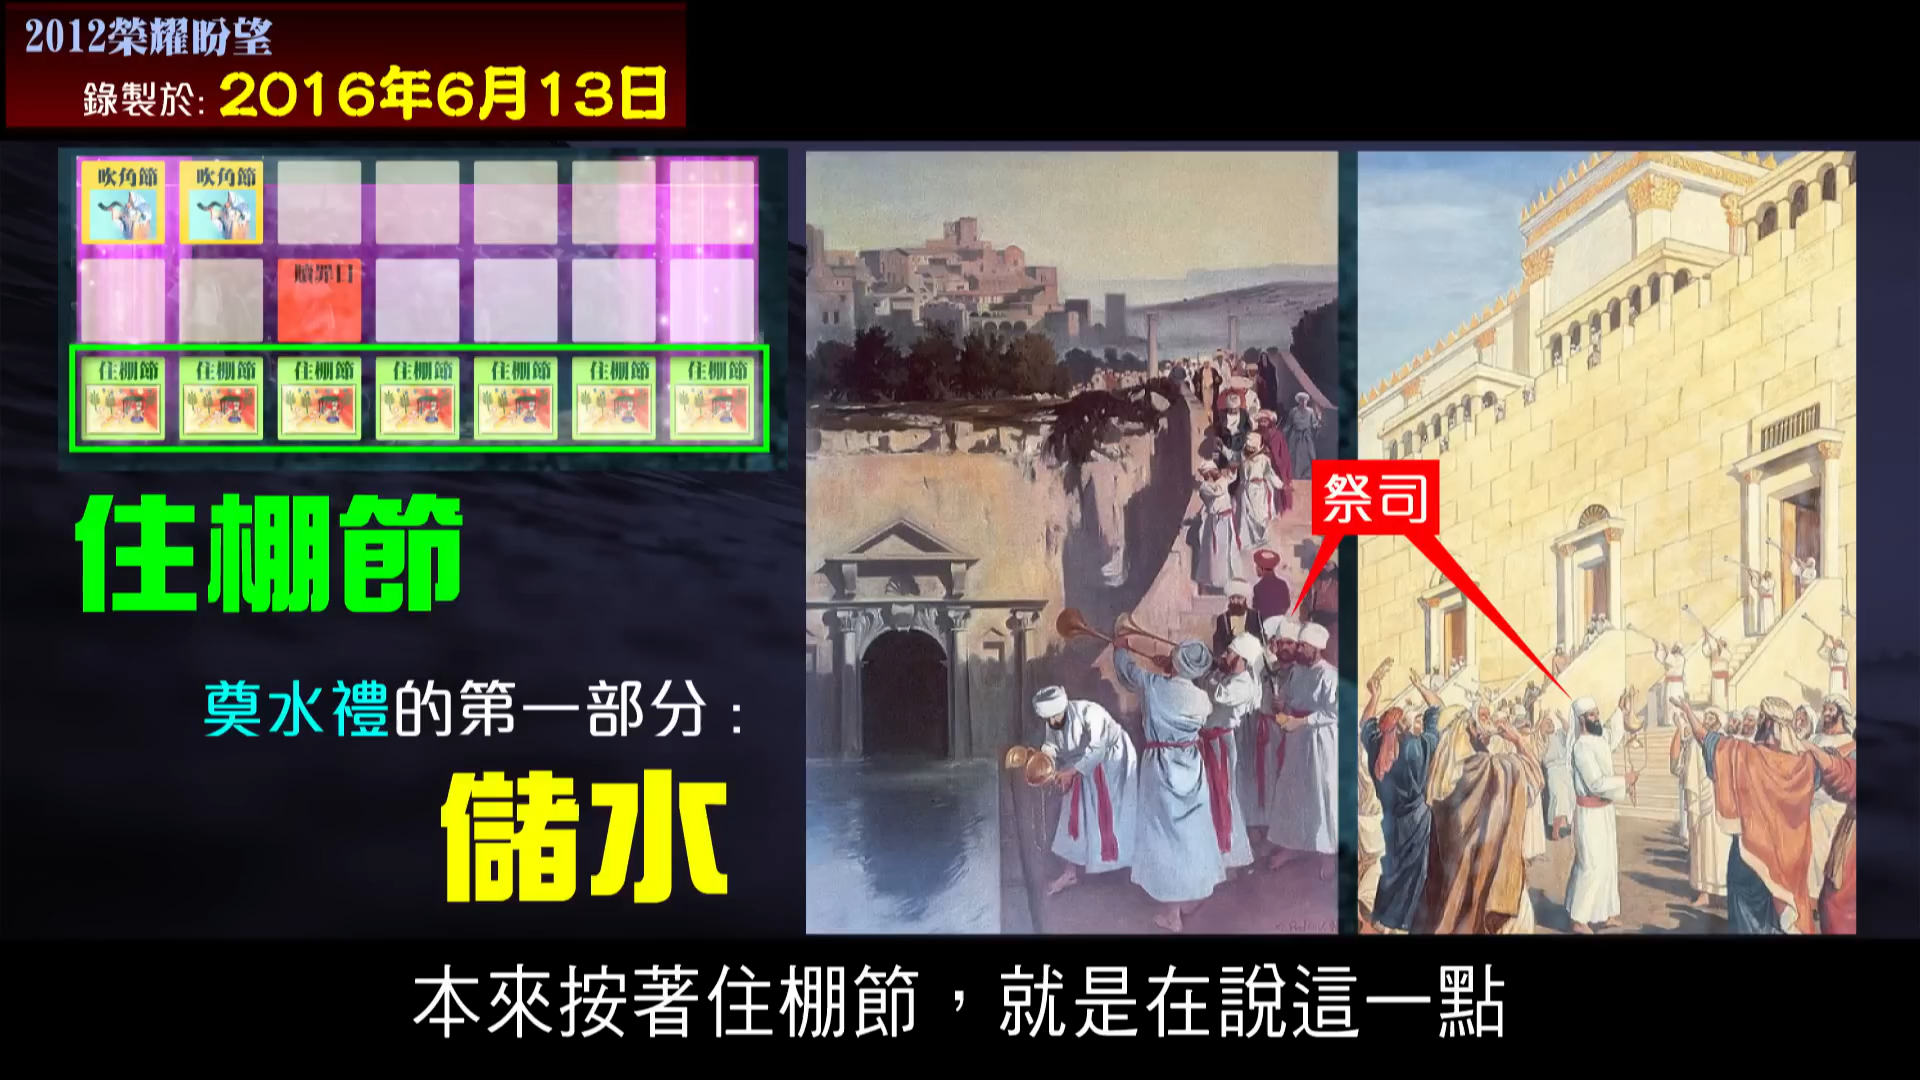 2012榮耀盼望
錄製於: 2016年6月13日
吹角節 吹角節
贖罪日
住棚節 住棚節 住棚節 住棚節 住棚節 住棚節 住棚節
住棚節
奠水禮的第一部分：
儲水
祭司
本來按著住棚節，就是在說這一點